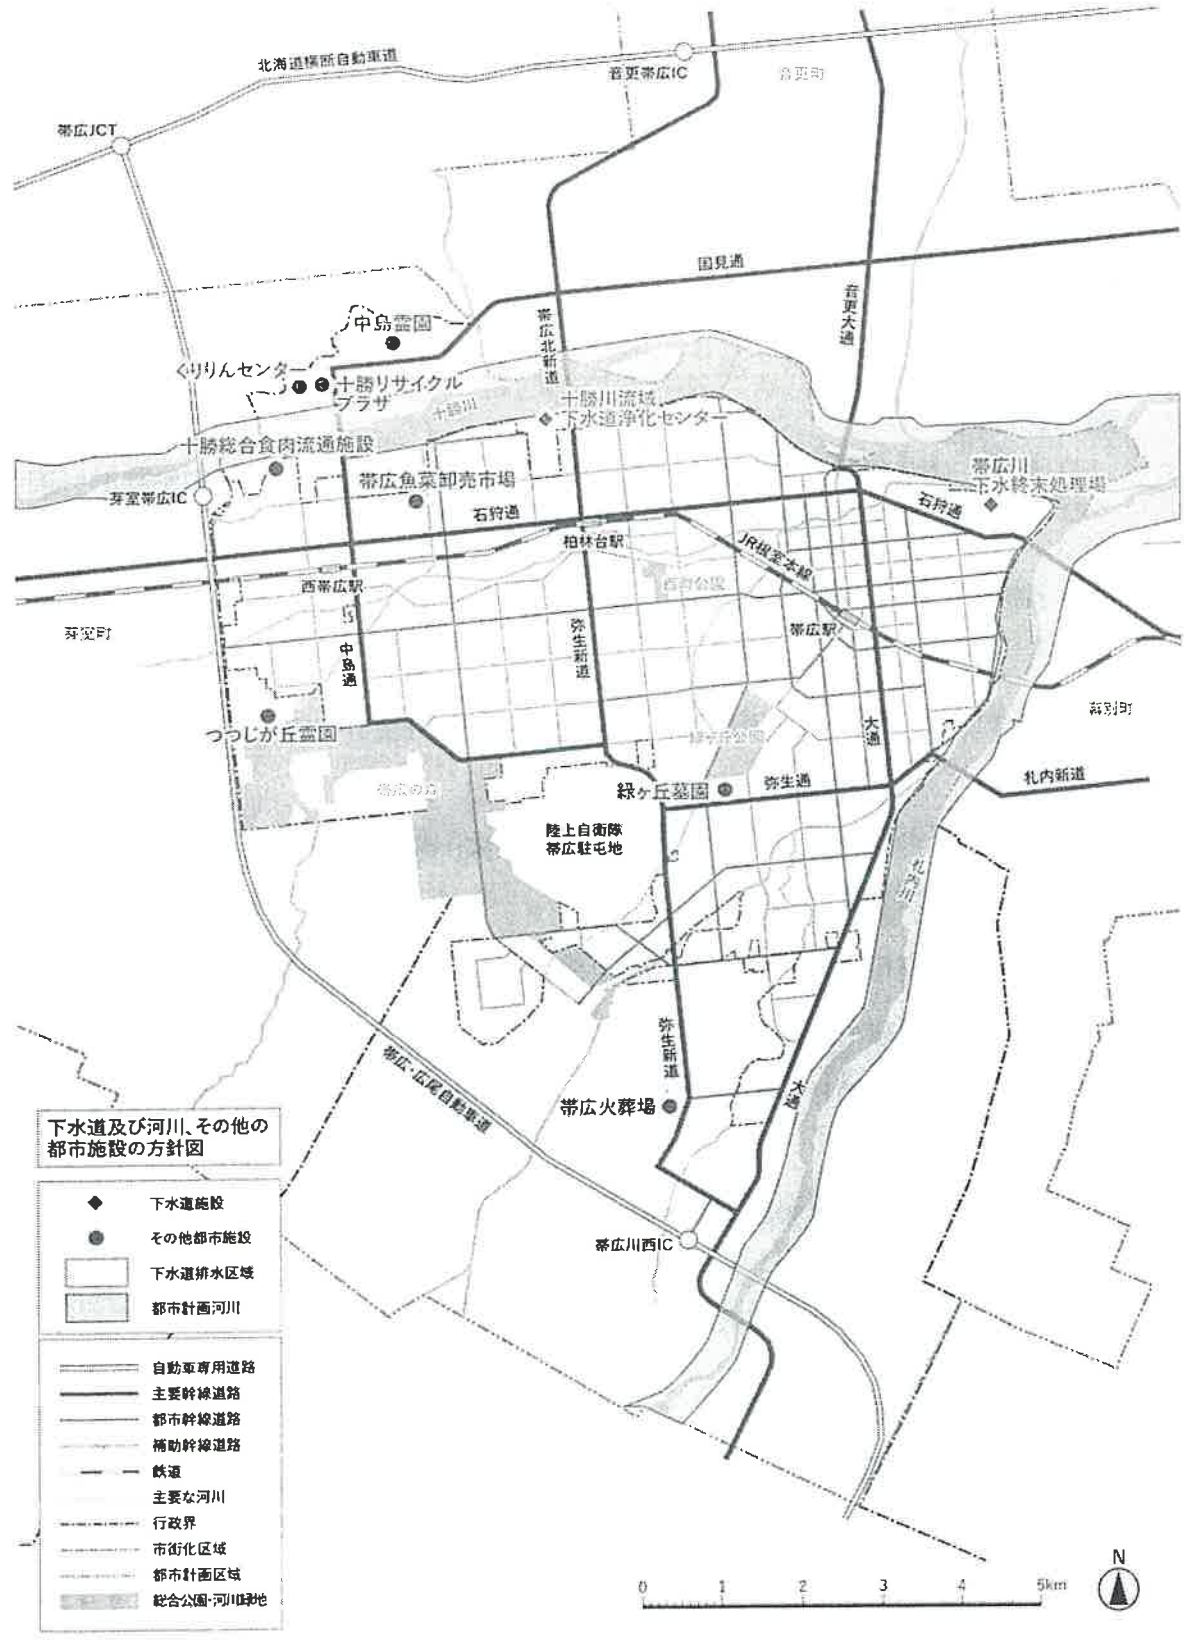 北海道横断自動車道
音更帯広IC
音更町
帯広JCT
国見通
帯広北新道
音更大通
中島霊園
くりりんセンター
十勝リサイクル
プラザ
十勝川
十勝川流域
下水道浄化センター
十勝総合食肉流通施設
帯広魚菜卸売市場
帯広川
下水終末処理場
芽室帯広IC
石狩通
石狩通
柏林台駅
JR根室本線
西帯広駅
芽室町
中島通
弥生新道
帯広駅
幕別町
つつじが丘霊園
大通
緑ヶ丘公園
帯広の森
緑ヶ丘墓園
弥生通
札内新道
陸上自衛隊
帯広駐屯地
札内川
弥生新道
帯広・広尾自動車道
帯広火葬場
大通
帯広川西IC
下水道及び河川、その他の
都市施設の方針図
下水道施設
その他都市施設
下水道排水区域
都市計画河川
自動車専用道路
主要幹線道路
都市幹線道路
補助幹線道路
鉄道
主要な河川
行政界
市街化区域
都市計画区域
総合公園・河川緑地
0 1 2 3 4 5km
N